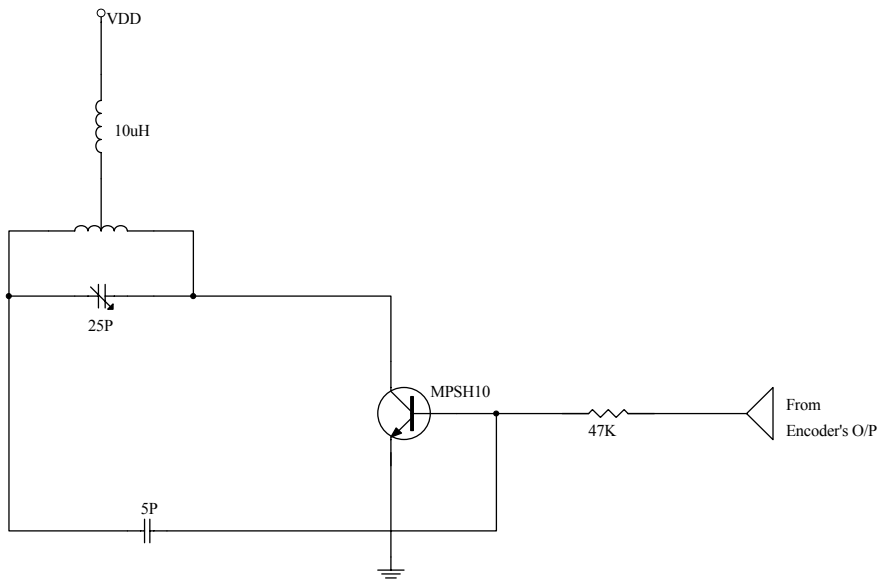 VDD
10uH
25P
MPSH10
From
47K
Encoder's O/P
5P